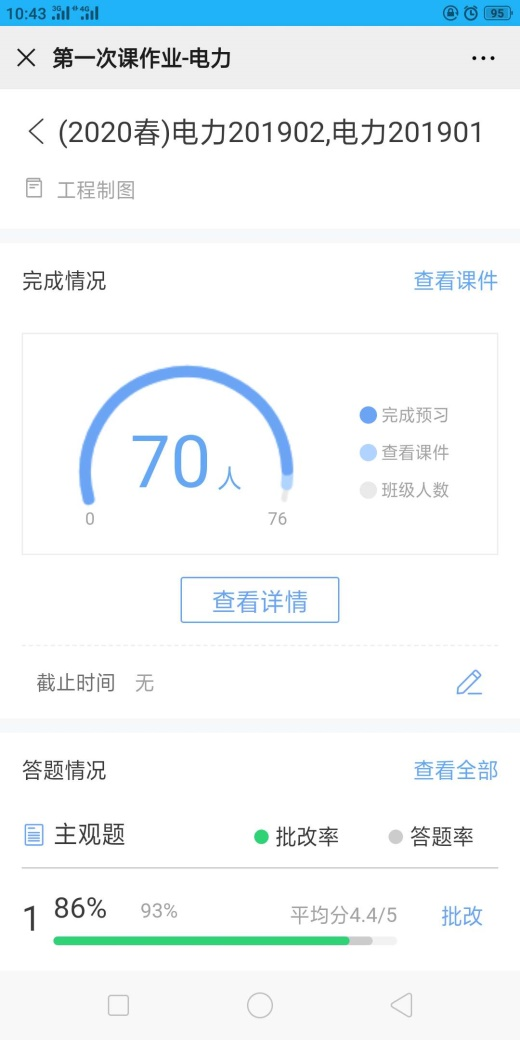 10:43 3G 4G 95
第一次课作业-电力
(2020春)电力201902,电力201901
工程制图
完成情况 查看课件
完成预习
查看课件
班级人数
70人
0 76
查看详情
截止时间 无
答题情况 查看全部
主观题 批改率 答题率
1 86% 93% 平均分4.4/5 批改